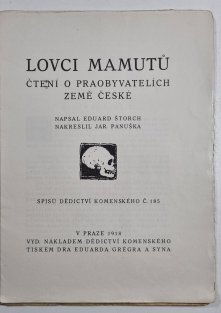 LOVCI MAMUTŮ
ČTENÍ O PRAOBYVATELÍCH
ZEMĚ ČESKÉ
NAPSAL EDUARD ŠTORCH
NAKRESLIL JAR PANUŠKA
SPISŮ DĚDICTVÍ KOMENSKÉHO Č. 185
V PRAZE 1918
VYD. NÁKLADEM DĚDICTVÍ KOMENSKÉHO
TISKEM DRA EDUARDA GRÉGRA A SYNA